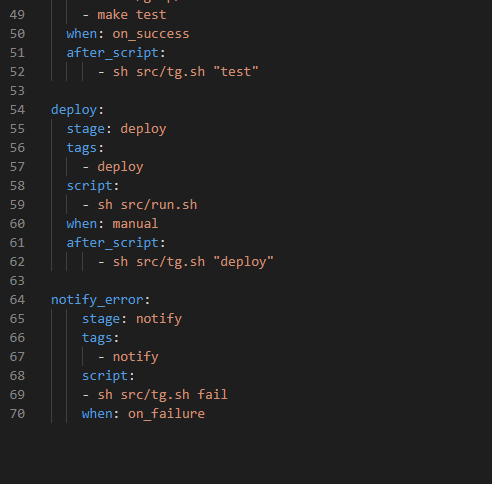 49 - make test
50 when: on_success
51 after_script:
52 - sh src/tg.sh "test"
53
54 deploy:
55 stage: deploy
56 tags:
57 - deploy
58 script:
59 - sh src/run.sh
60 when: manual
61 after_script:
62 - sh src/tg.sh "deploy"
63
64 notify_error:
65 stage: notify
66 tags:
67 - notify
68 script:
69 - sh src/tg.sh fail
70 when: on_failure